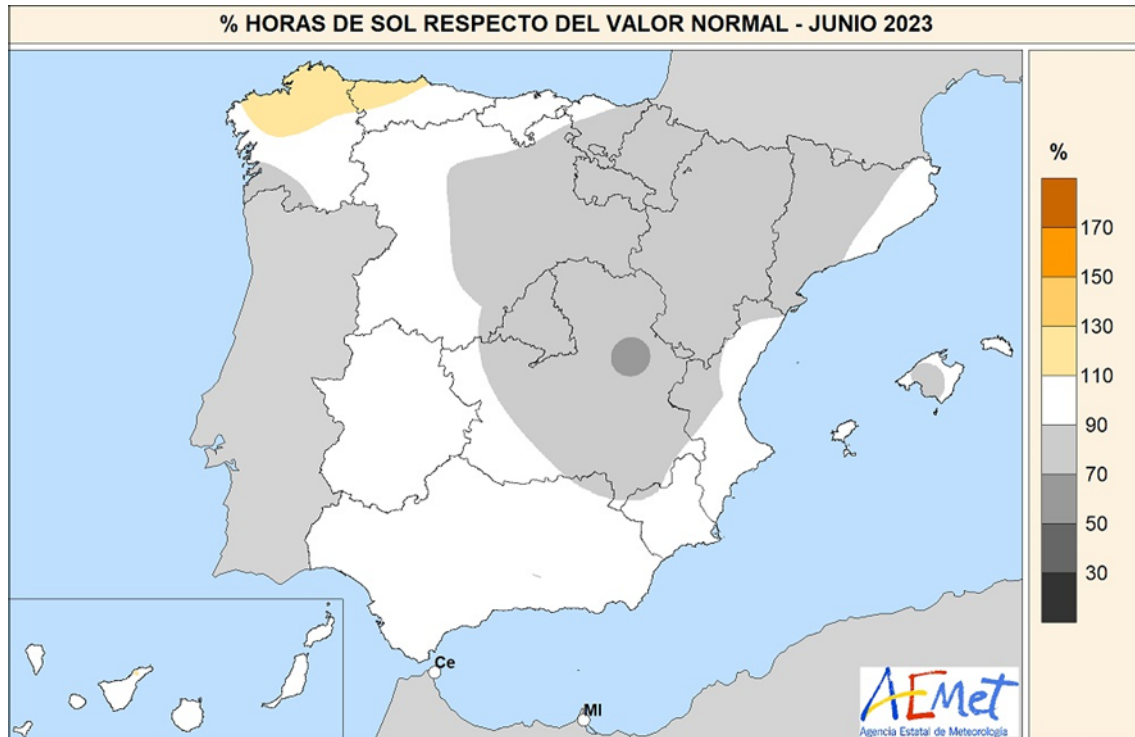 % HORAS DE SOL RESPECTO DEL VALOR NORMAL - JUNIO 2023
%
170
150
130
110
90
70
50
30
Ce
Ml
AEMet
Agencia Estatal de Meteorología